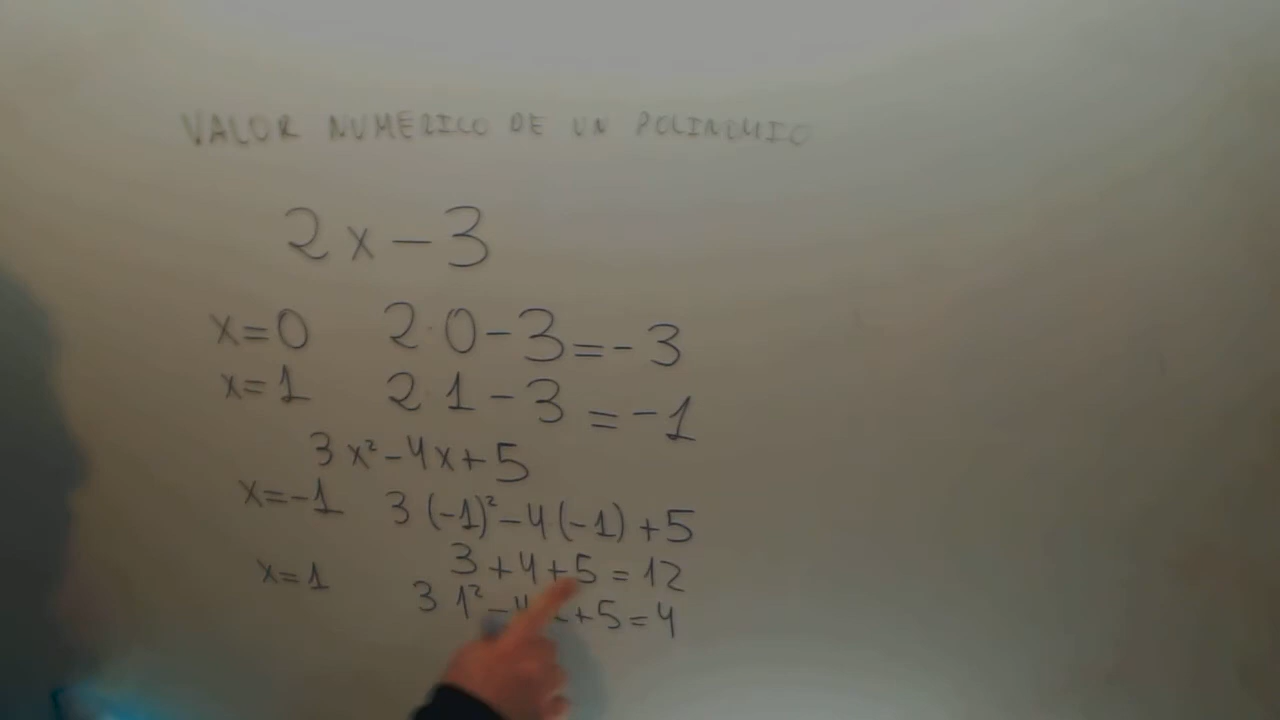 VALOR NUMERICO DE UN POLINOMIO
2x-3
x=0 2·0-3=-3
x=1 2·1-3=-1
3x²-4x+5
x=-1 3(-1)²-4(-1)+5
3+4+5=12
x=1 3 1²-4 +5=4